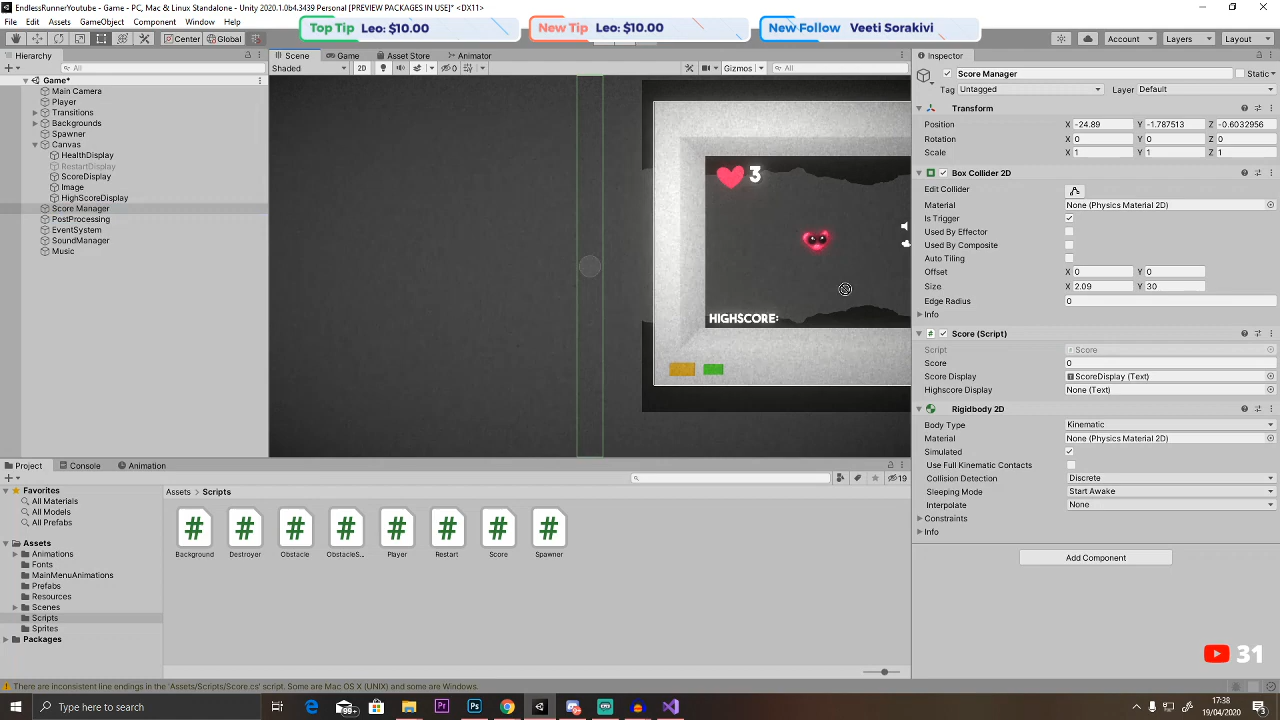 EndlessRunnerYoutube - Game - PC, Mac & Linux Standalone - Unity 2020.1.0b4.3439 Personal [PREVIEW PACKAGES IN USE]* <DX11>
File Edit Assets GameObject Component Window Help
Top Tip Leo: $10.00
New Tip Leo: $10.00
New Follow Veeti Sorakivi
Center Global
Account Layers Layout
Hierarchy
All
Game*
Main Camera
Player
Transitions
Backgrounds
Spawner
Canvas
HealthDisplay
RestartDisplay
ScoreDisplay
Image
HighScoreDisplay
Score Manager
PostProcessing
EventSystem
SoundManager
Music
Scene Game Asset Store Animator
Shaded 2D 0 Gizmos All
3
HIGHSCORE:
Inspector
Score Manager Static
Tag Untagged Layer Default
Transform
Position X -24.89 Y -1.787513 Z -0.6032956
Rotation X 0 Y 0 Z 0
Scale X 1 Y 1 Z 1
Box Collider 2D
Edit Collider
Material None (Physics Material 2D)
Is Trigger
Used By Effector
Used By Composite
Auto Tiling
Offset X 0 Y 0
Size X 2.09 Y 30
Edge Radius 0
Info
Score (Script)
Script Score
Score 0
Score Display ScoreDisplay (Text)
Highscore Display None (Text)
Rigidbody 2D
Body Type Kinematic
Material None (Physics Material 2D)
Simulated
Use Full Kinematic Contacts
Collision Detection Discrete
Sleeping Mode Start Awake
Interpolate None
Constraints
Info
Add Component
Project Console Animation
19
Favorites
All Materials
All Models
All Prefabs
Assets
Animations
Fonts
MainMenuAnimations
Prefabs
Resources
Scenes
Scripts
Sprites
Packages
Assets > Scripts
Background Destroyer Obstacle ObstacleS... Player Restart Score Spawner
31
There are inconsistent line endings in the 'Assets/Scripts/Score.cs' script. Some are Mac OS X (UNIX) and some are Windows.
Type here to search
17:38
19/04/2020